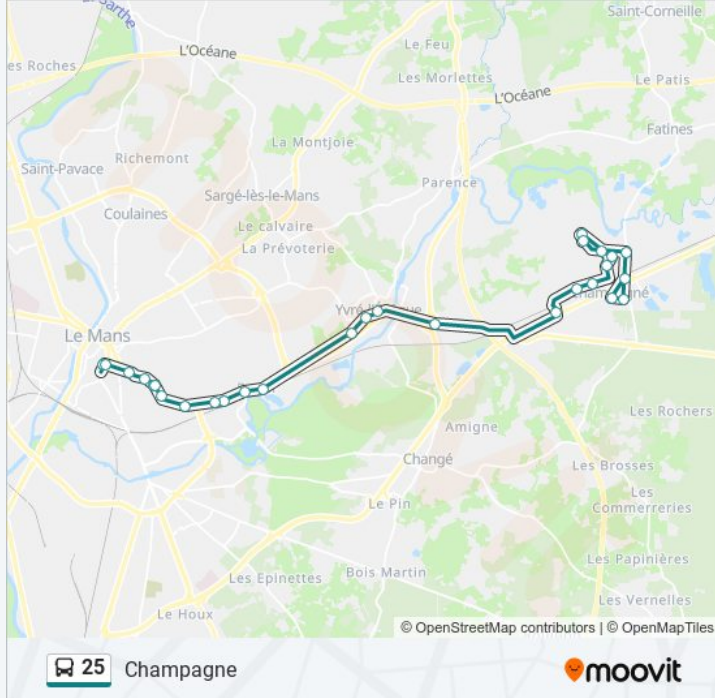 Sarthe
Saint-Corneille
Le Feu
L'Océane
es Roches
Les Morlettes
Le Patis
L'Océane
La Montjoie
Fatines
Richemont
Saint-Pavace
Parence
Sargé-lès-le-Mans
Coulaines
Le calvaire
La Prévoterie
Le Mans
Les Rochers
Amigne
Changé
Les Brosses
Les
Commerreries
Le Pin
Les Papinières
Bois Martin
Les Epinettes
Les Vernelles
Le Houx
© OpenStreetMap contributors | © OpenMapTiles
25 Champagne
moovit